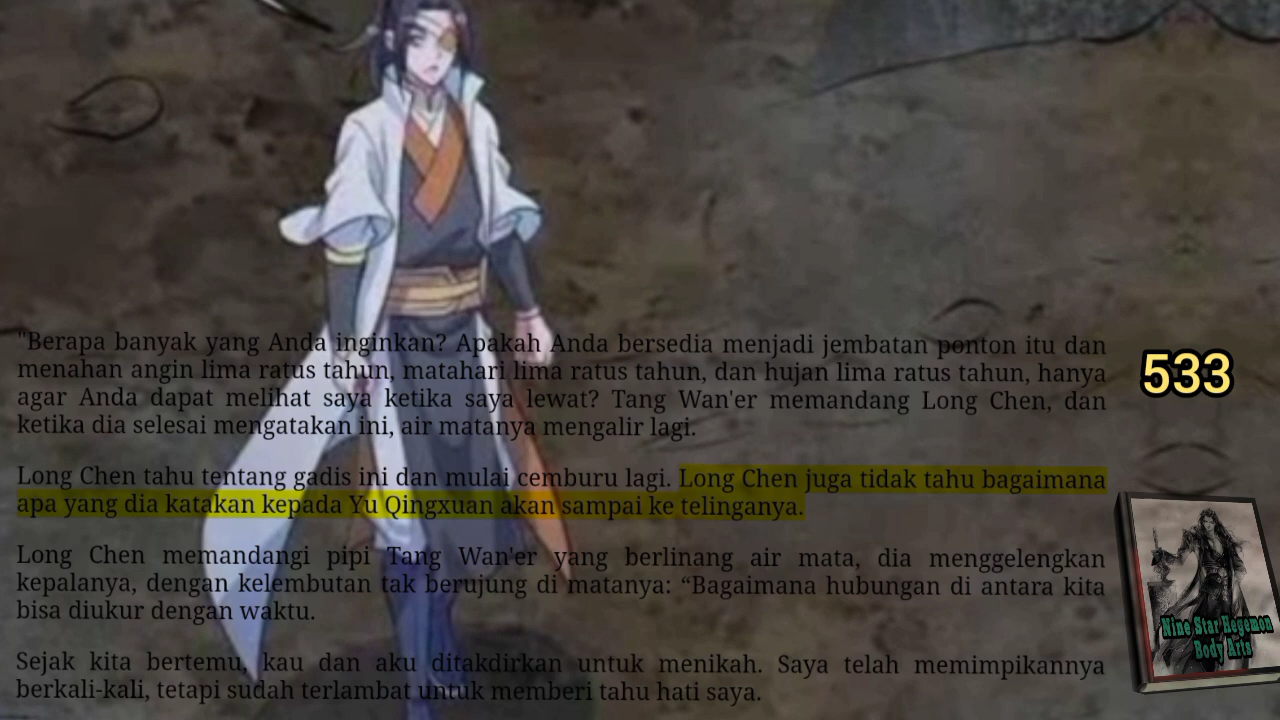 "Berapa banyak yang Anda inginkan? Apakah Anda bersedia menjadi jembatan ponton itu dan
menahan angin lima ratus tahun, matahari lima ratus tahun, dan hujan lima ratus tahun, hanya
agar Anda dapat melihat saya ketika saya lewat? Tang Wan'er memandang Long Chen, dan
ketika dia selesai mengatakan ini, air matanya mengalir lagi.
Long Chen tahu tentang gadis ini dan mulai cemburu lagi. Long Chen juga tidak tahu bagaimana
apa yang dia katakan kepada Yu Qingxuan akan sampai ke telinganya.
Long Chen memandangi pipi Tang Wan'er yang berlinang air mata, dia menggelengkan
kepalanya, dengan kelembutan tak berujung di matanya: “Bagaimana hubungan di antara kita
bisa diukur dengan waktu.
Sejak kita bertemu, kau dan aku ditakdirkan untuk menikah. Saya telah memimpikannya
berkali-kali, tetapi sudah terlambat untuk memberi tahu hati saya.
533
Nine Star Hegemon
Body Arts